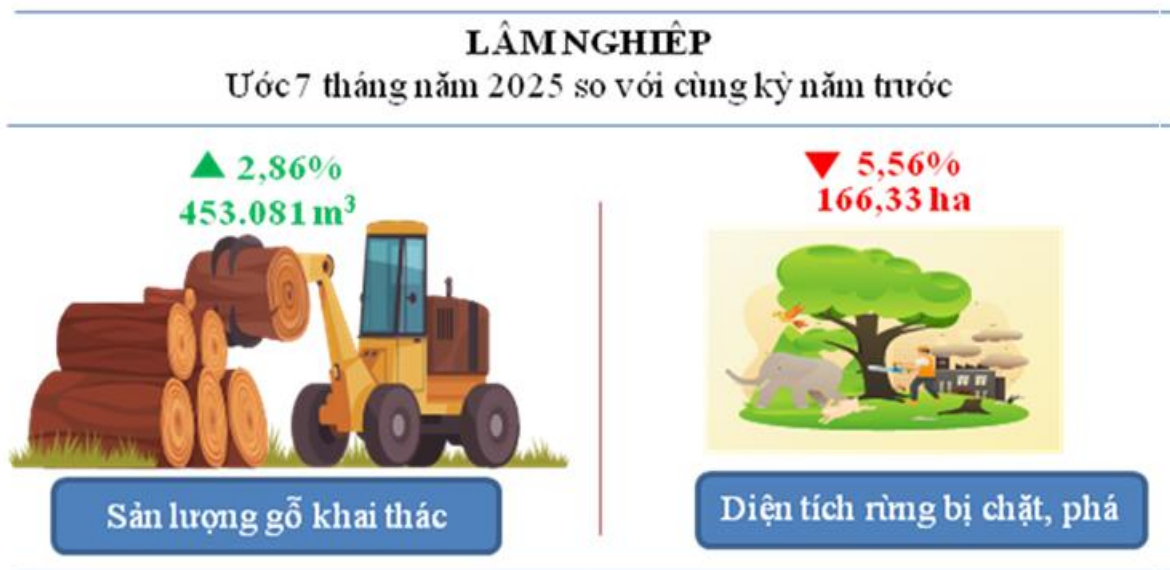 LÂM NGHIỆP
Ước 7 tháng năm 2025 so với cùng kỳ năm trước
▲ 2,86%
453.081 m³
▼ 5,56%
166,33 ha
Sản lượng gỗ khai thác
Diện tích rừng bị chặt, phá